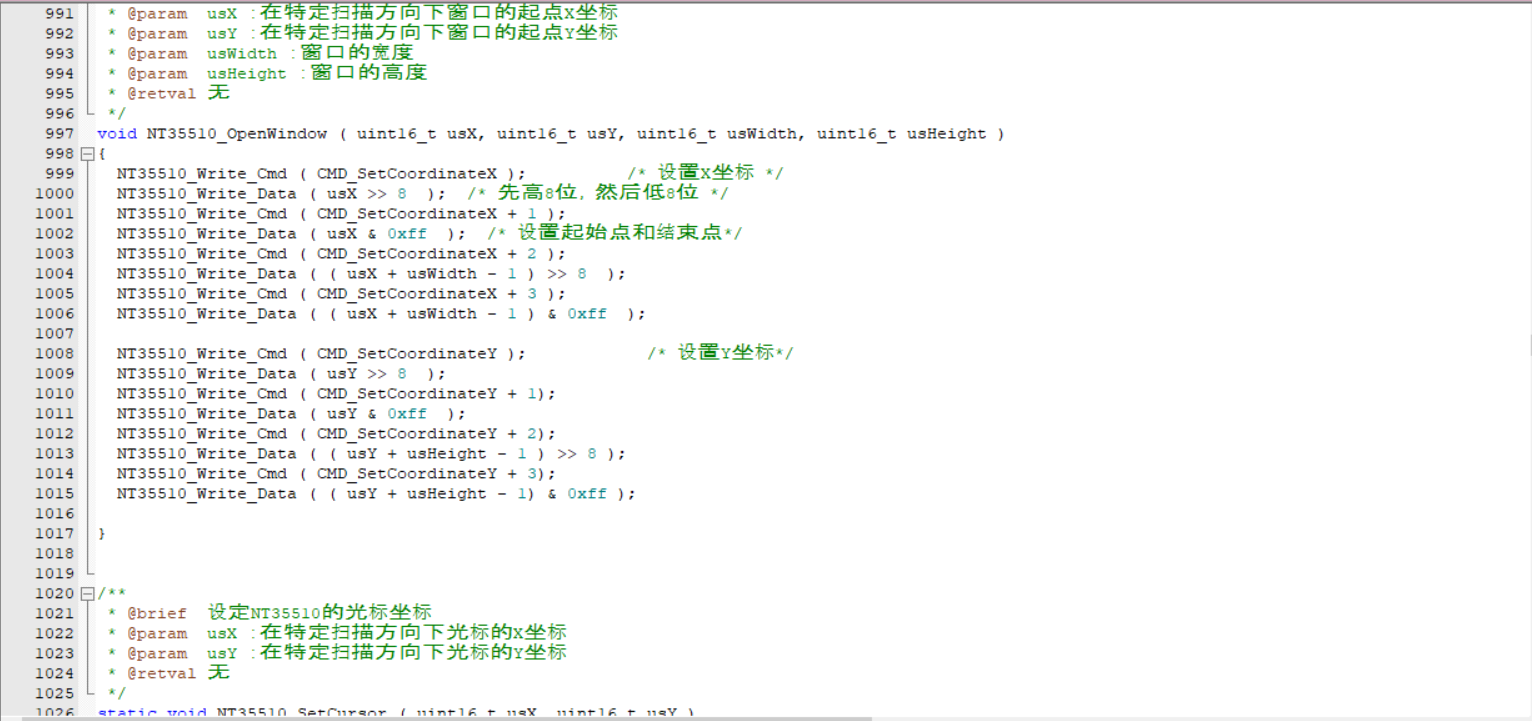 991 * @param usX :在特定扫描方向下窗口的起点X坐标
992 * @param usY :在特定扫描方向下窗口的起点Y坐标
993 * @param usWidth :窗口的宽度
994 * @param usHeight :窗口的高度
995 * @retval 无
996 */
997 void NT35510_OpenWindow ( uint16_t usX, uint16_t usY, uint16_t usWidth, uint16_t usHeight )
998 {
999 NT35510_Write_Cmd ( CMD_SetCoordinateX ); /* 设置X坐标 */
1000 NT35510_Write_Data ( usX >> 8 ); /* 先高8位, 然后低8位 */
1001 NT35510_Write_Cmd ( CMD_SetCoordinateX + 1 );
1002 NT35510_Write_Data ( usX & 0xff ); /* 设置起始点和结束点*/
1003 NT35510_Write_Cmd ( CMD_SetCoordinateX + 2 );
1004 NT35510_Write_Data ( ( usX + usWidth - 1 ) >> 8 );
1005 NT35510_Write_Cmd ( CMD_SetCoordinateX + 3 );
1006 NT35510_Write_Data ( ( usX + usWidth - 1 ) & 0xff );
1007
1008 NT35510_Write_Cmd ( CMD_SetCoordinateY ); /* 设置Y坐标*/
1009 NT35510_Write_Data ( usY >> 8 );
1010 NT35510_Write_Cmd ( CMD_SetCoordinateY + 1);
1011 NT35510_Write_Data ( usY & 0xff );
1012 NT35510_Write_Cmd ( CMD_SetCoordinateY + 2);
1013 NT35510_Write_Data ( ( usY + usHeight - 1 ) >> 8 );
1014 NT35510_Write_Cmd ( CMD_SetCoordinateY + 3);
1015 NT35510_Write_Data ( ( usY + usHeight - 1) & 0xff );
1016
1017 }
1018
1019
1020 /**
1021 * @brief 设定NT35510的光标坐标
1022 * @param usX :在特定扫描方向下光标的X坐标
1023 * @param usY :在特定扫描方向下光标的Y坐标
1024 * @retval 无
1025 */
1026 static void NT35510_SetCursor ( uint16_t usX, uint16_t usY )